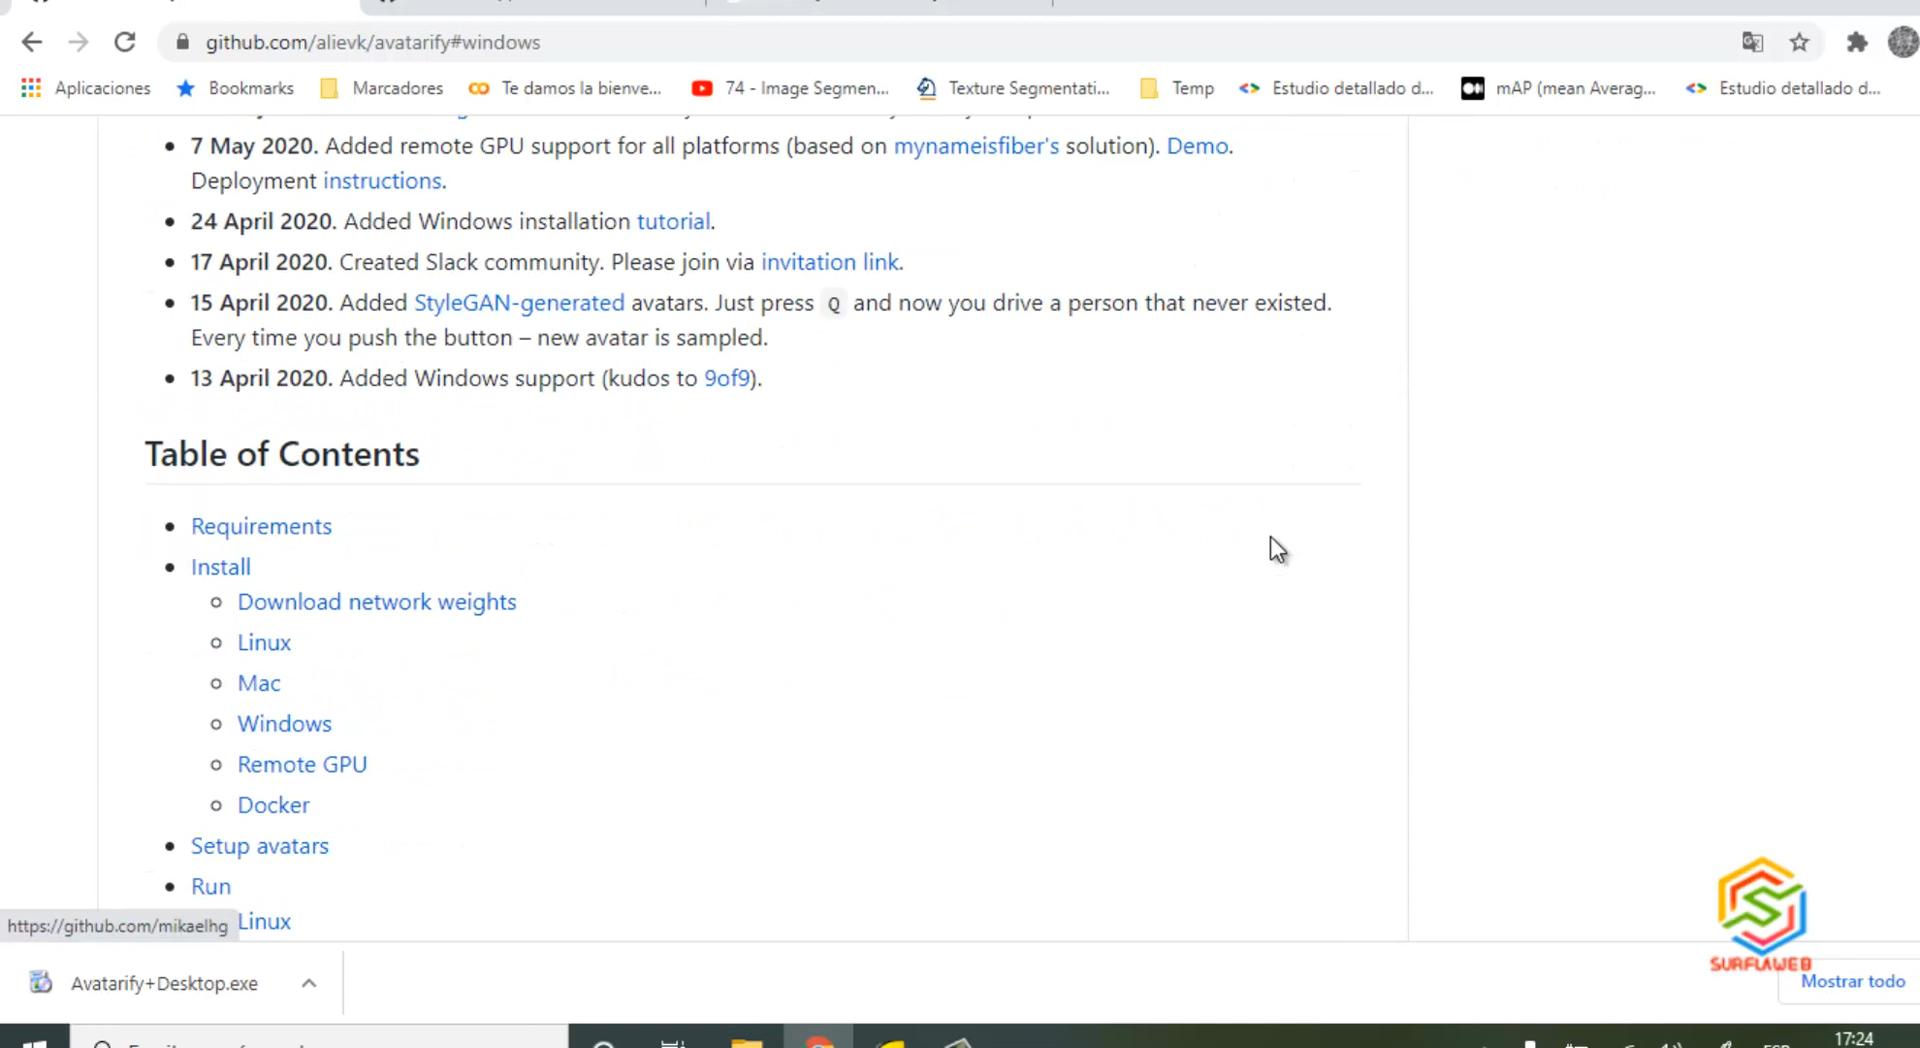 github.com/alievk/avatarify#windows
Aplicaciones Bookmarks Marcadores Te damos la bienve... 74 - Image Segmen... Texture Segmentati... Temp Estudio detallado d... mAP (mean Averag... Estudio detallado d...
7 May 2020. Added remote GPU support for all platforms (based on mynameisfiber's solution). Demo.
Deployment instructions.
24 April 2020. Added Windows installation tutorial.
17 April 2020. Created Slack community. Please join via invitation link.
15 April 2020. Added StyleGAN-generated avatars. Just press Q and now you drive a person that never existed.
Every time you push the button – new avatar is sampled.
13 April 2020. Added Windows support (kudos to 9of9).
Table of Contents
Requirements
Install
Download network weights
Linux
Mac
Windows
Remote GPU
Docker
Setup avatars
Run
Linux
https://github.com/mikaelhg
SURFLAWEB
Avatarify+Desktop.exe
Mostrar todo
17:24